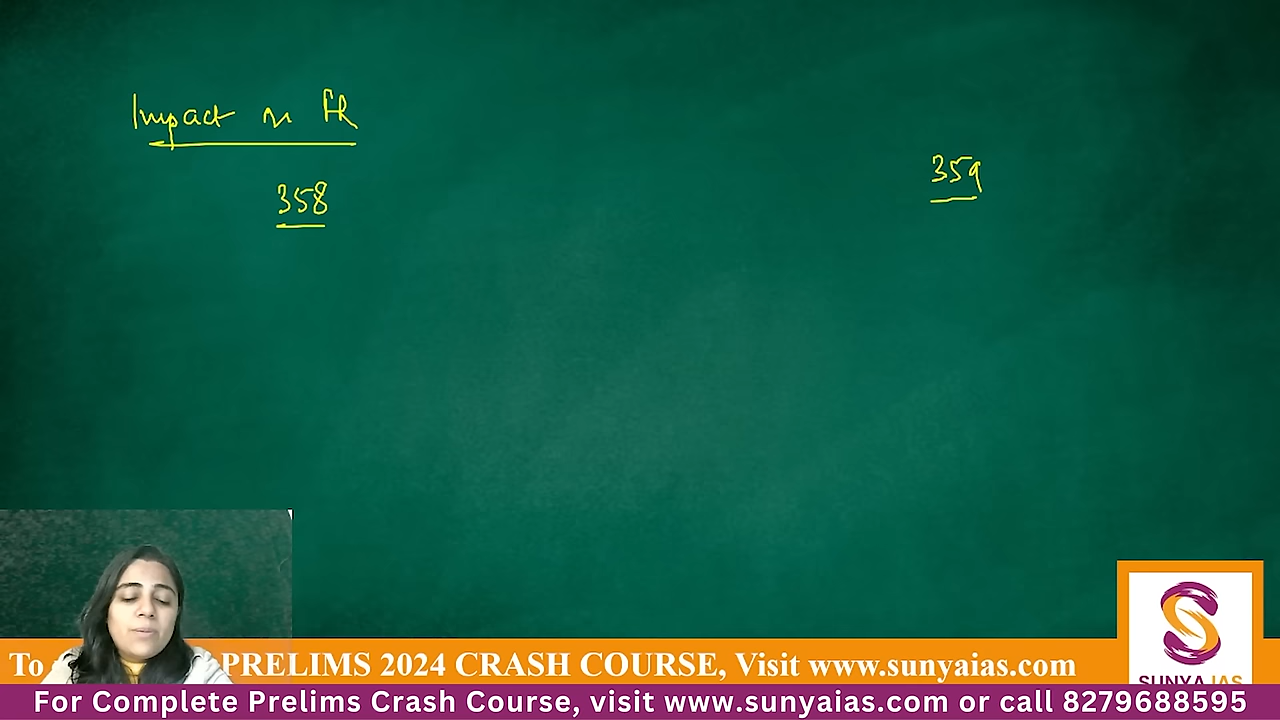 Impact on FR
358
359
To PRELIMS 2024 CRASH COURSE, Visit www.sunyaias.com
SUNYA IAS
For Complete Prelims Crash Course, visit www.sunyaias.com or call 8279688595